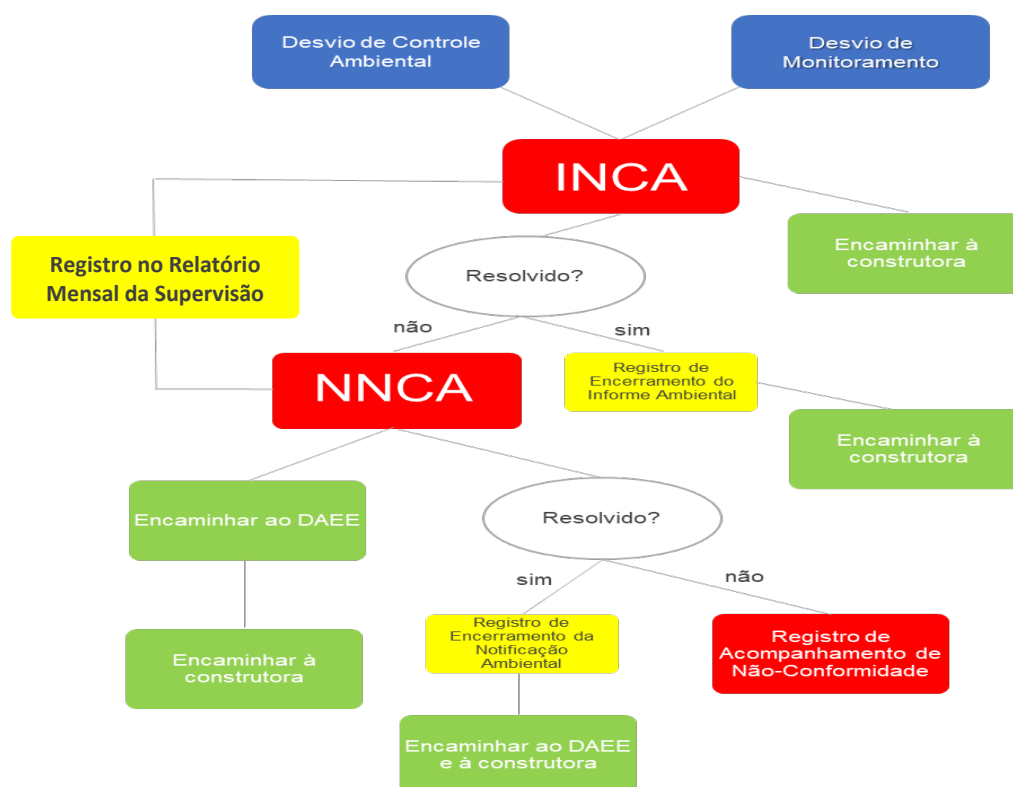 Desvio de Controle
Ambiental
Desvio de
Monitoramento
INCA
Encaminhar à
construtora
Registro no Relatório
Mensal da Supervisão
Resolvido?
não
sim
NNCA
Registro de
Encerramento do
Informe Ambiental
Encaminhar à
construtora
Encaminhar ao DAEE
Resolvido?
sim
não
Encaminhar à
construtora
Registro de
Encerramento da
Notificação
Ambiental
Registro de
Acompanhamento de
Não-Conformidade
Encaminhar ao DAEE
e à construtora